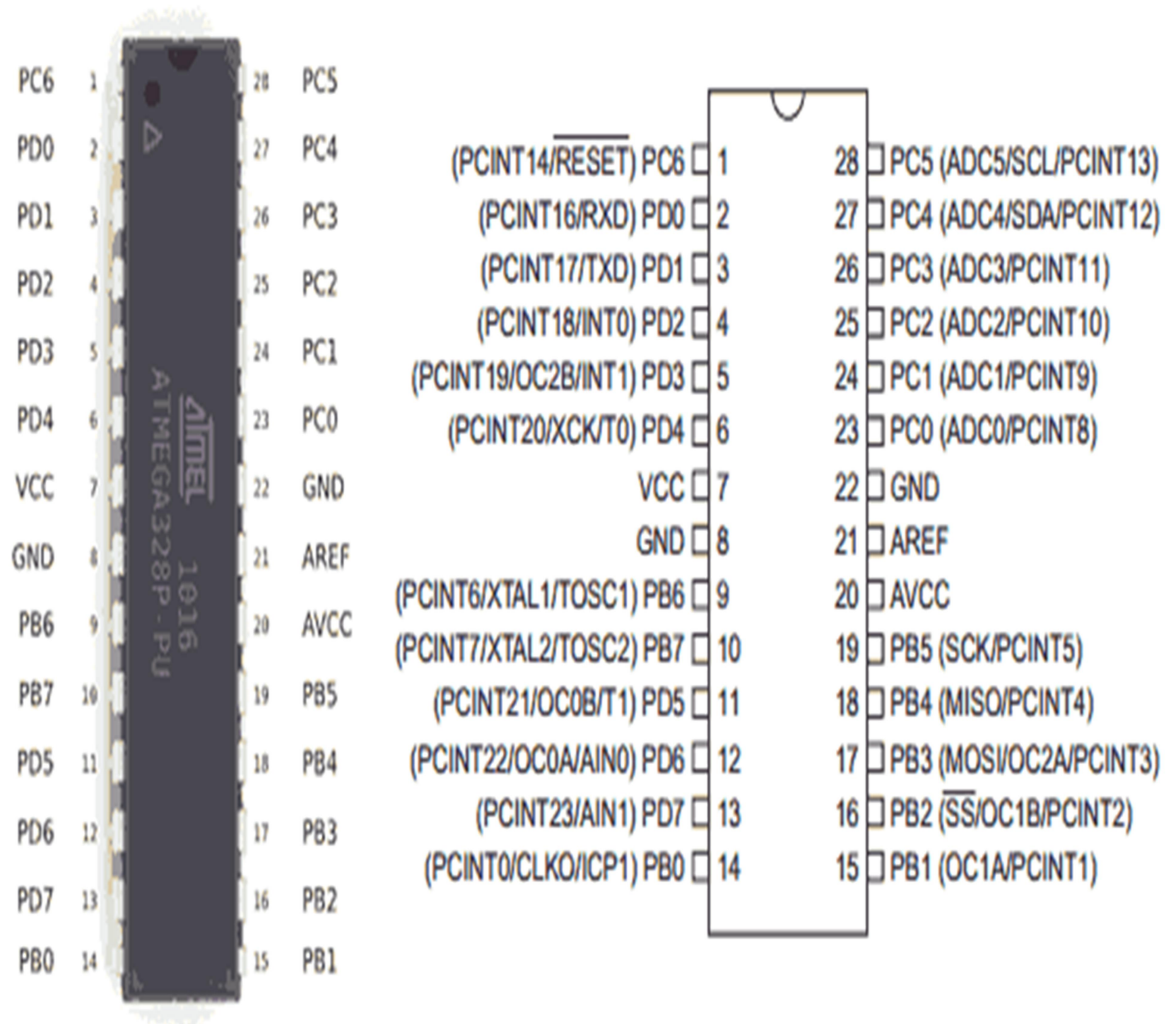 PC6 1 28 PC5
PD0 2 27 PC4
PD1 3 26 PC3
PD2 4 25 PC2
PD3 5 24 PC1
PD4 6 23 PC0
VCC 7 22 GND
GND 8 21 AREF
PB6 9 20 AVCC
PB7 10 19 PB5
PD5 11 18 PB4
PD6 12 17 PB3
PD7 13 16 PB2
PB0 14 15 PB1
ATMEL 1016
ATMEGA328P-PU
(PCINT14/RESET) PC6 1 28 PC5 (ADC5/SCL/PCINT13)
(PCINT16/RXD) PD0 2 27 PC4 (ADC4/SDA/PCINT12)
(PCINT17/TXD) PD1 3 26 PC3 (ADC3/PCINT11)
(PCINT18/INT0) PD2 4 25 PC2 (ADC2/PCINT10)
(PCINT19/OC2B/INT1) PD3 5 24 PC1 (ADC1/PCINT9)
(PCINT20/XCK/T0) PD4 6 23 PC0 (ADC0/PCINT8)
VCC 7 22 GND
GND 8 21 AREF
(PCINT6/XTAL1/TOSC1) PB6 9 20 AVCC
(PCINT7/XTAL2/TOSC2) PB7 10 19 PB5 (SCK/PCINT5)
(PCINT21/OC0B/T1) PD5 11 18 PB4 (MISO/PCINT4)
(PCINT22/OC0A/AIN0) PD6 12 17 PB3 (MOSI/OC2A/PCINT3)
(PCINT23/AIN1) PD7 13 16 PB2 (SS/OC1B/PCINT2)
(PCINT0/CLKO/ICP1) PB0 14 15 PB1 (OC1A/PCINT1)